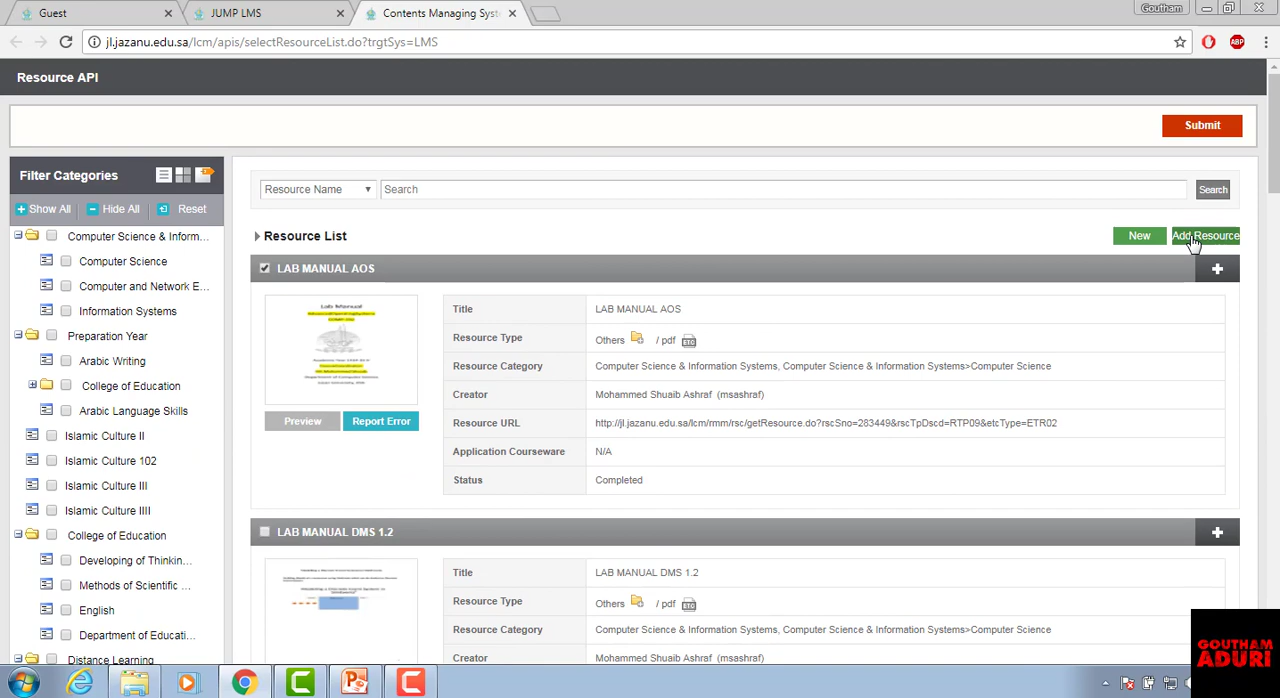 Guest
JUMP LMS
Contents Managing Syst
Goutham
jl.jazanu.edu.sa/lcm/apis/selectResourceList.do?trgtSys=LMS
ABP
Resource API
Submit
Filter Categories
Show All
Hide All
Reset
Computer Science & Inform...
Computer Science
Computer and Network E...
Information Systems
Preparation Year
Arabic Writing
College of Education
Arabic Language Skills
Islamic Culture II
Islamic Culture 102
Islamic Culture III
Islamic Culture IIII
College of Education
Developing of Thinkin...
Methods of Scientific ...
English
Department of Educati...
Distance Learning
Resource Name
Search
Search
Resource List
New
Add Resource
LAB MANUAL AOS
Lab Manual
Preview
Report Error
Title
LAB MANUAL AOS
Resource Type
Others / pdf ETC
Resource Category
Computer Science & Information Systems, Computer Science & Information Systems>Computer Science
Creator
Mohammed Shuaib Ashraf (msashraf)
Resource URL
http://jl.jazanu.edu.sa/lcm/rmm/rsc/getResource.do?rscSno=283449&rscTpDscd=RTP09&etcType=ETR02
Application Courseware
N/A
Status
Completed
LAB MANUAL DMS 1.2
Title
LAB MANUAL DMS 1.2
Resource Type
Others / pdf ETC
Resource Category
Computer Science & Information Systems, Computer Science & Information Systems>Computer Science
Creator
Mohammed Shuaib Ashraf (msashraf)
GOUTHAM
ADURI